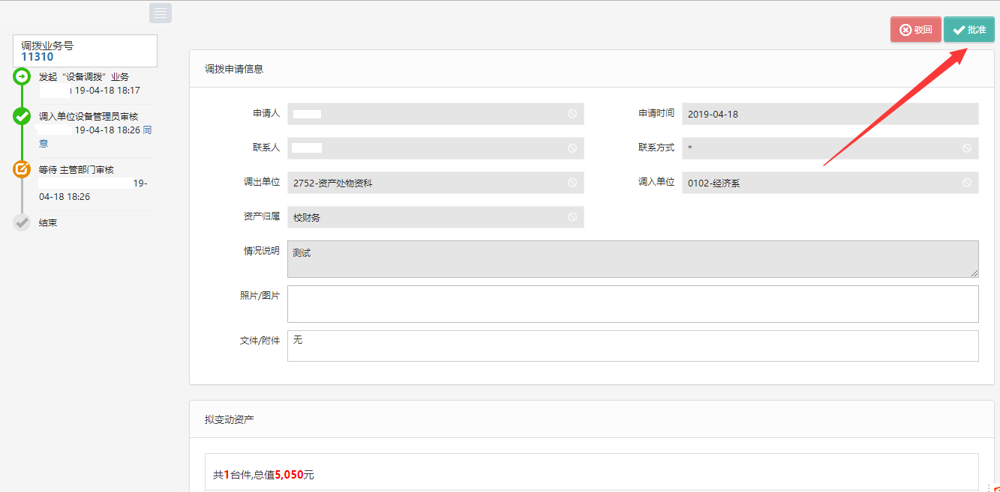 驳回
批准
调拨业务号
11310
发起“设备调拨”业务
19-04-18 18:17
调入单位设备管理员审核
19-04-18 18:26 同
意
等待 主管部门审核
19-
04-18 18:26
结束
调拨申请信息
申请人
申请时间 2019-04-18
联系人
联系方式 *
调出单位 2752-资产处物资科
调入单位 0102-经济系
资产归属 校财务
情况说明 测试
照片/图片
文件/附件 无
拟变动资产
共1台件,总值5,050元